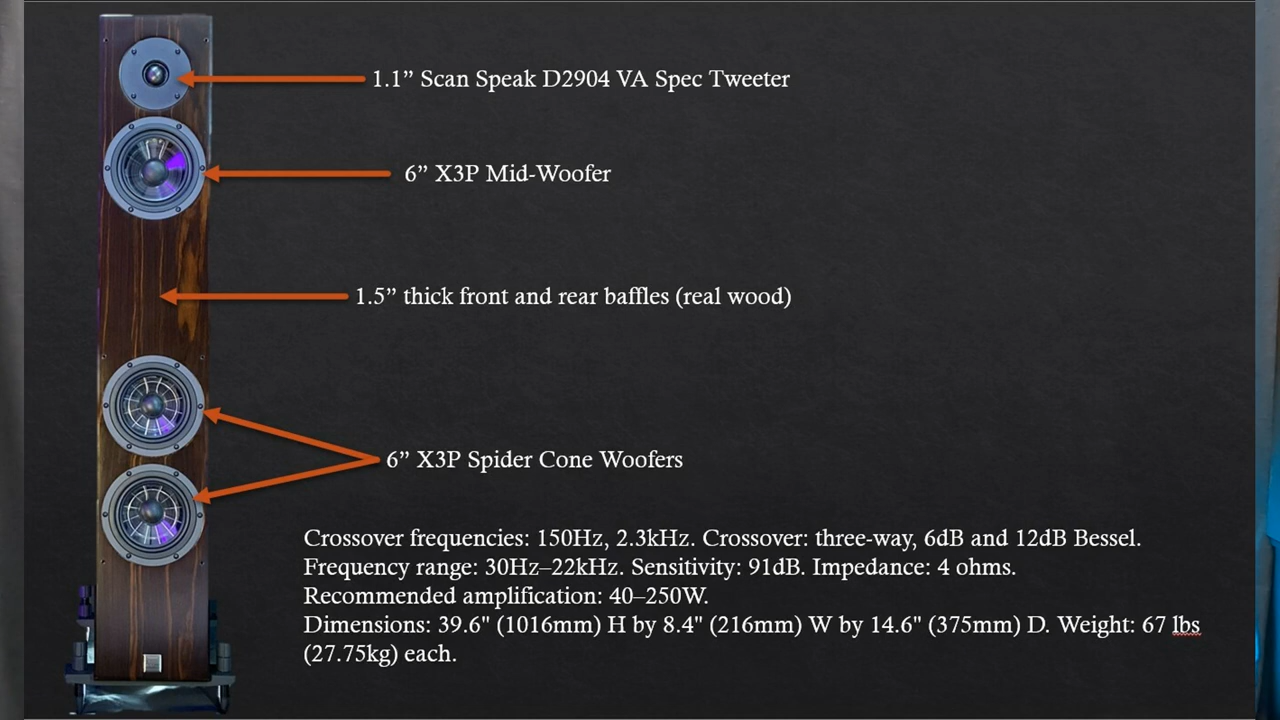 1.1” Scan Speak D2904 VA Spec Tweeter
6” X3P Mid-Woofer
1.5” thick front and rear baffles (real wood)
6” X3P Spider Cone Woofers
Crossover frequencies: 150Hz, 2.3kHz. Crossover: three-way, 6dB and 12dB Bessel.
Frequency range: 30Hz–22kHz. Sensitivity: 91dB. Impedance: 4 ohms.
Recommended amplification: 40–250W.
Dimensions: 39.6" (1016mm) H by 8.4" (216mm) W by 14.6" (375mm) D. Weight: 67 lbs
(27.75kg) each.